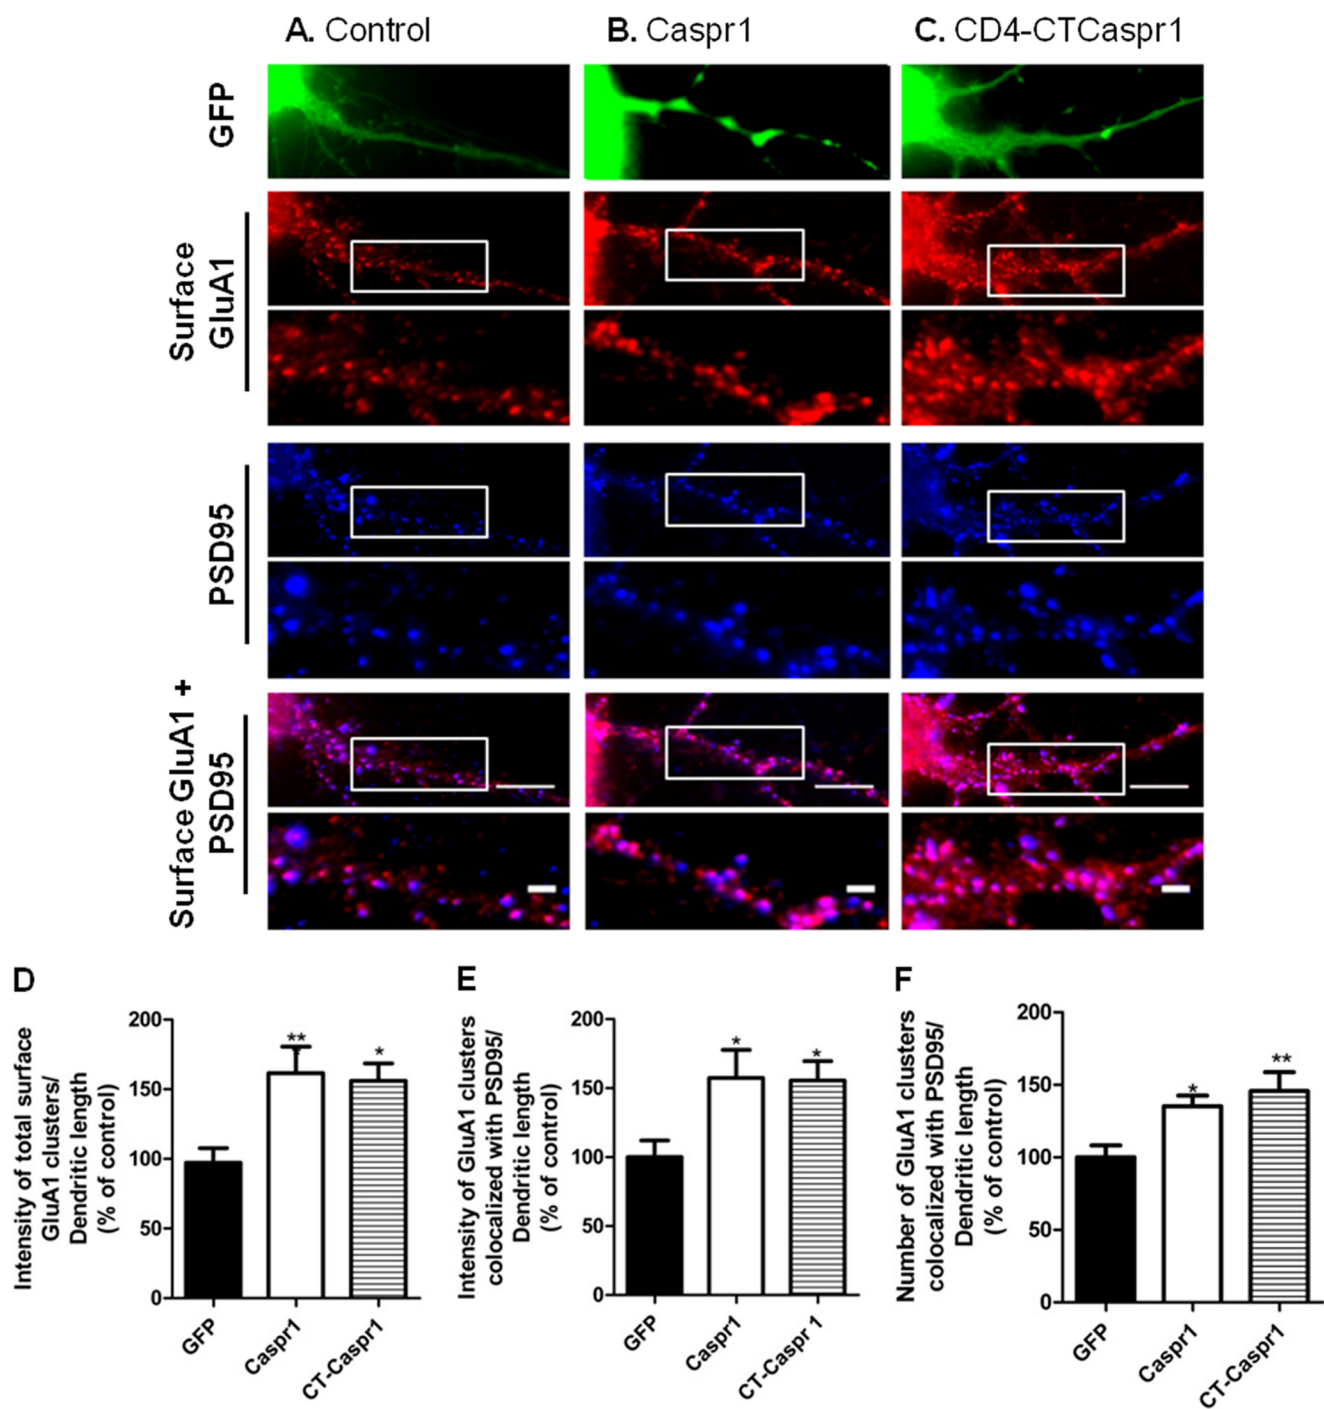 A. Control
B. Caspr1
C. CD4-CTCaspr1
GFP
Surface
GluA1
PSD95
Surface GluA1 +
PSD95
D
Intensity of total surface
GluA1 clusters/
Dendritic length
(% of control)
200
150
100
50
0
**
*
GFP
Caspr1
CT-Caspr1
E
Intensity of GluA1 clusters
colocalized with PSD95/
Dendritic length
(% of control)
200
150
100
50
0
*
*
GFP
Caspr1
CT-Caspr 1
F
Number of GluA1 clusters
colocalized with PSD95/
Dendritic length
(% of control)
200
150
100
50
0
*
**
GFP
Caspr1
CT-Caspr1